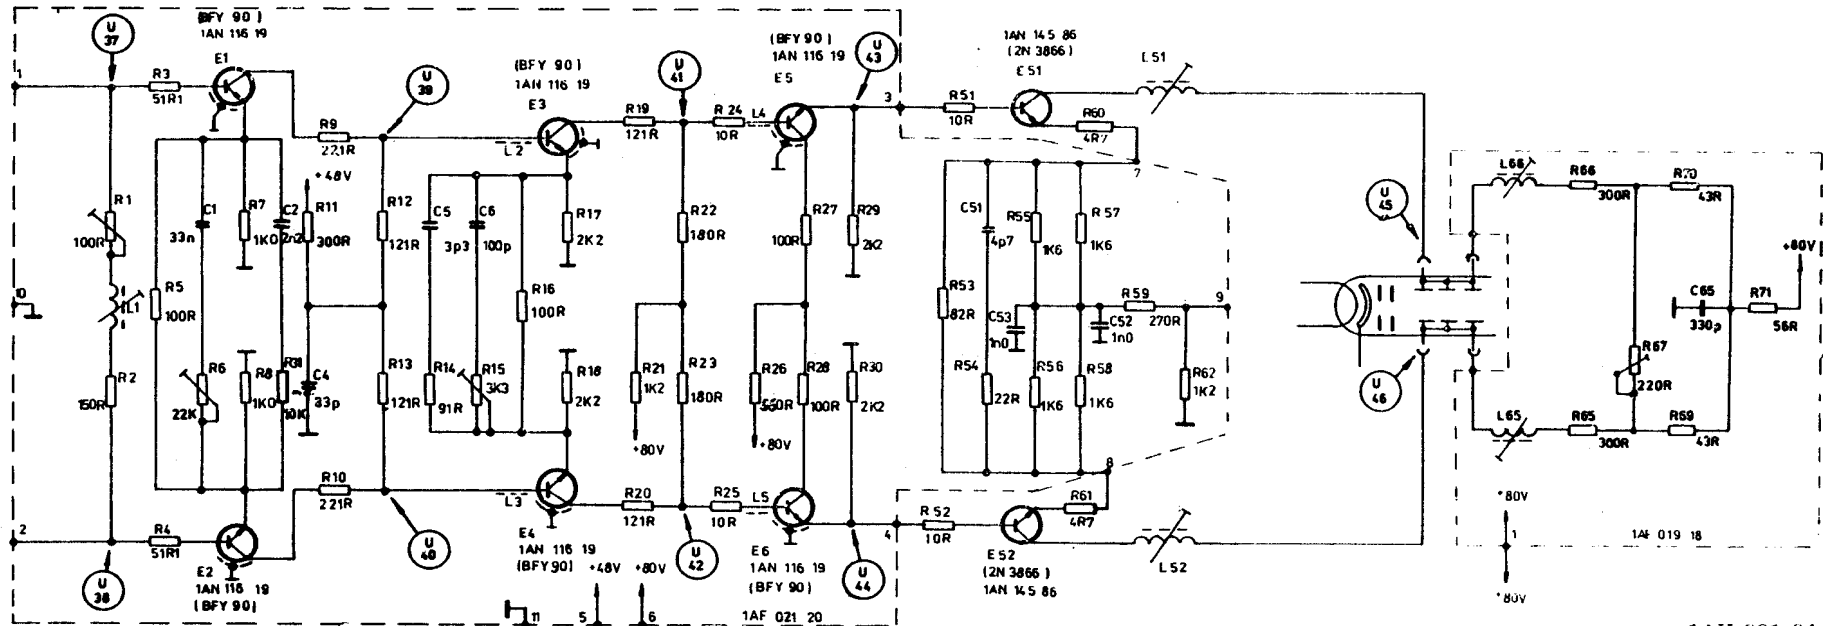 (BFY 90)
1AN 116 19
U
37
E1
1
R3
51R1
R9
221R
+48V
U
39
(BFY 90)
1AN 116 19
E3
L2
R19
121R
U
41
R 24
10R
L4
(BFY 90)
1AN 116 19
E5
U
43
3
R51
10R
1AN 145 86
(2N 3866)
E51
L51
R60
4R7
7
R1
100R
L1
R2
150R
10
R5
100R
C1
33n
R6
22K
R7
1K0
C2
2n2
R8
1K0
R31
10K
R11
300R
C4
33p
R12
121R
R13
121R
C5
3p3
C6
100p
R14
91R
R15
3K3
R16
100R
R17
2K2
R18
2K2
R22
180R
R21
1K2
R23
180R
+80V
R27
100R
R26
+80V
R28
100R
R29
2K2
R30
2K2
C51
4p7
R53
82R
R54
22R
R55
1K6
R57
1K6
C53
1n0
C52
1n0
R56
1K6
R58
1K6
R59
270R
9
R62
1K2
U
45
U
46
L66
R66
300R
R70
43R
+80V
C65
330p
R71
56R
R67
220R
L65
R65
300R
R69
43R
+80V
1
+80V
1AF 019 18
2
R4
51R1
U
38
E2
1AN 116 19
(BFY 90)
R10
221R
U
40
L3
E4
1AN 116 19
(BFY90)
R20
121R
U
42
R25
10R
L5
E6
1AN 116 19
(BFY 90)
U
44
4
R 52
10R
8
R61
4R7
E 52
(2N 3866)
1AN 145 86
L52
11
+48V
5
+80V
6
1AF 021 20